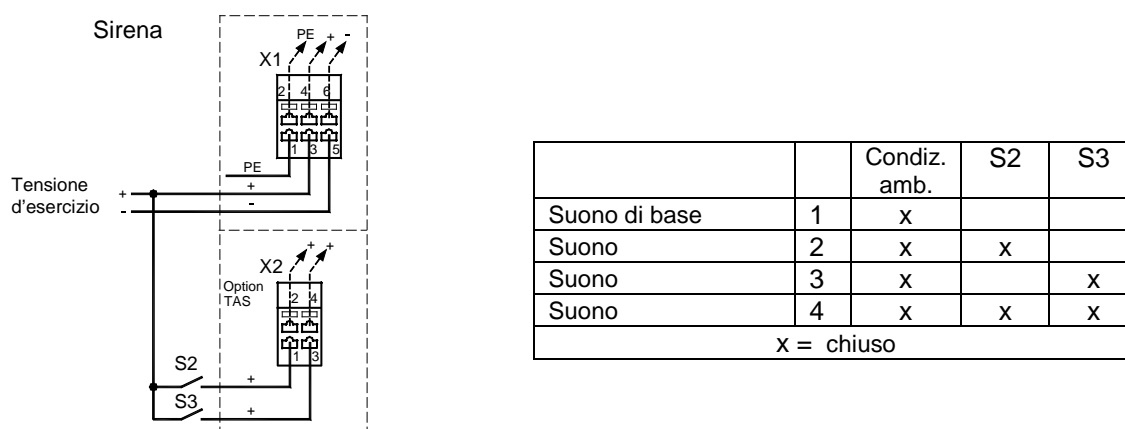 Sirena
PE + -
X1
2 4 6
1 3 5
PE
Tensione
d'esercizio
+ +
- -
X2 + +
Option
TAS
2 4
1 3
S2
+
S3
+
Condiz.
amb. S2 S3
Suono di base 1 x
Suono 2 x x
Suono 3 x x
Suono 4 x x x
x = chiuso